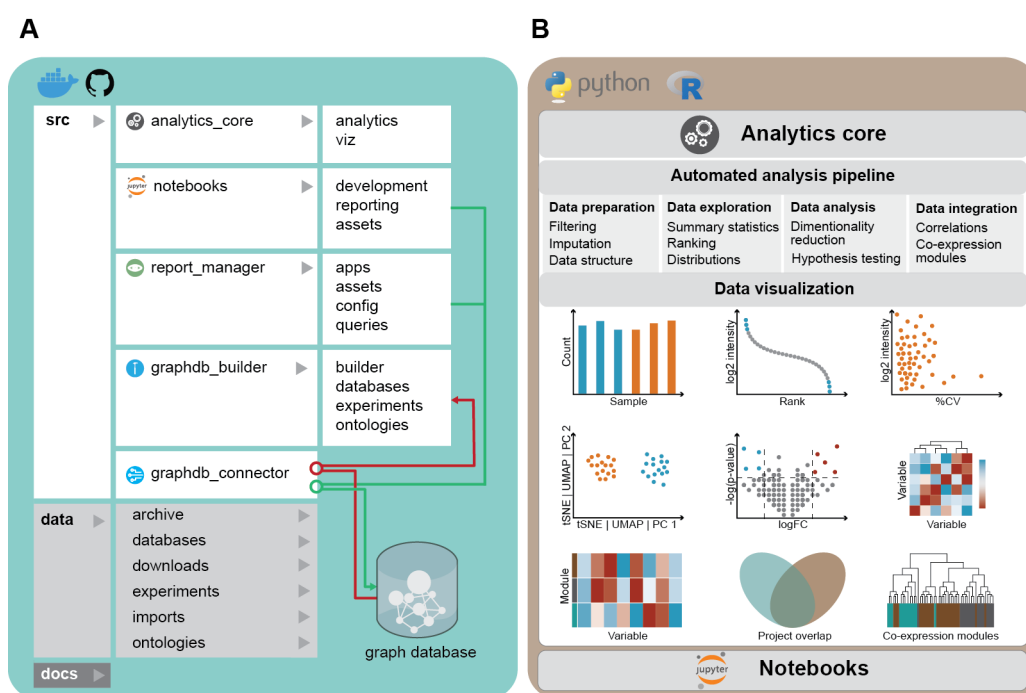 A
src
analytics_core
analytics
viz
jupyter
notebooks
development
reporting
assets
report_manager
apps
assets
config
queries
graphdb_builder
builder
databases
experiments
ontologies
graphdb_connector
data
archive
databases
downloads
experiments
imports
ontologies
graph database
docs
B
python
R
Analytics core
Automated analysis pipeline
Data preparation
Filtering
Imputation
Data structure
Data exploration
Summary statistics
Ranking
Distributions
Data analysis
Dimentionality
reduction
Hypothesis testing
Data integration
Correlations
Co-expression
modules
Data visualization
Count
Sample
log2 intensity
Rank
log2 intensity
%CV
tSNE | UMAP | PC 2
tSNE | UMAP | PC 1
-log(p-value)
logFC
Variable
Variable
Module
Variable
Project overlap
Co-expression modules
jupyter
Notebooks